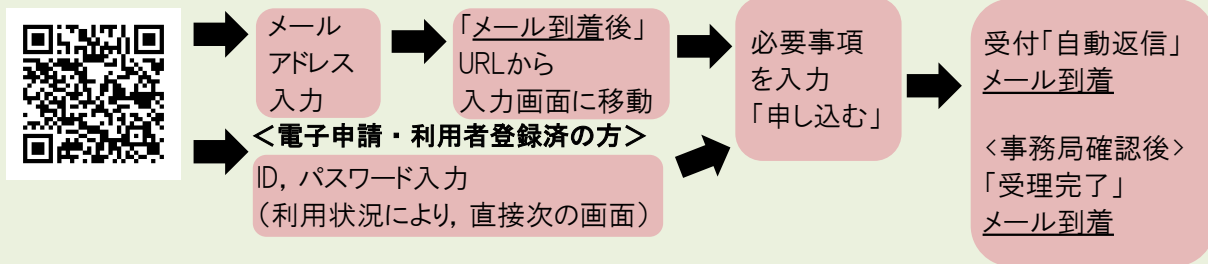 メール
アドレス
入力
「メール到着後」
URLから
入力画面に移動
<電子申請・利用者登録済の方>
ID, パスワード入力
(利用状況により, 直接次の画面)
必要事項
を入力
「申し込む」
受付「自動返信」
メール到着
<事務局確認後>
「受理完了」
メール到着